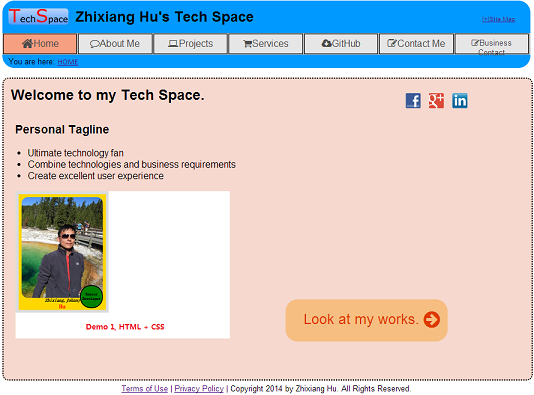 TechSpace Zhixiang Hu's Tech Space
[+]Site Map
Home About Me Projects Services GitHub Contact Me Business Contact
You are here: HOME
Welcome to my Tech Space.
Personal Tagline
Ultimate technology fan
Combine technologies and business requirements
Create excellent user experience
Zhixiang, Johnny
Hu
Demo 1, HTML + CSS
Look at my works.
Terms of Use | Privacy Policy | Copyright 2014 by Zhixiang Hu. All Rights Reserved.